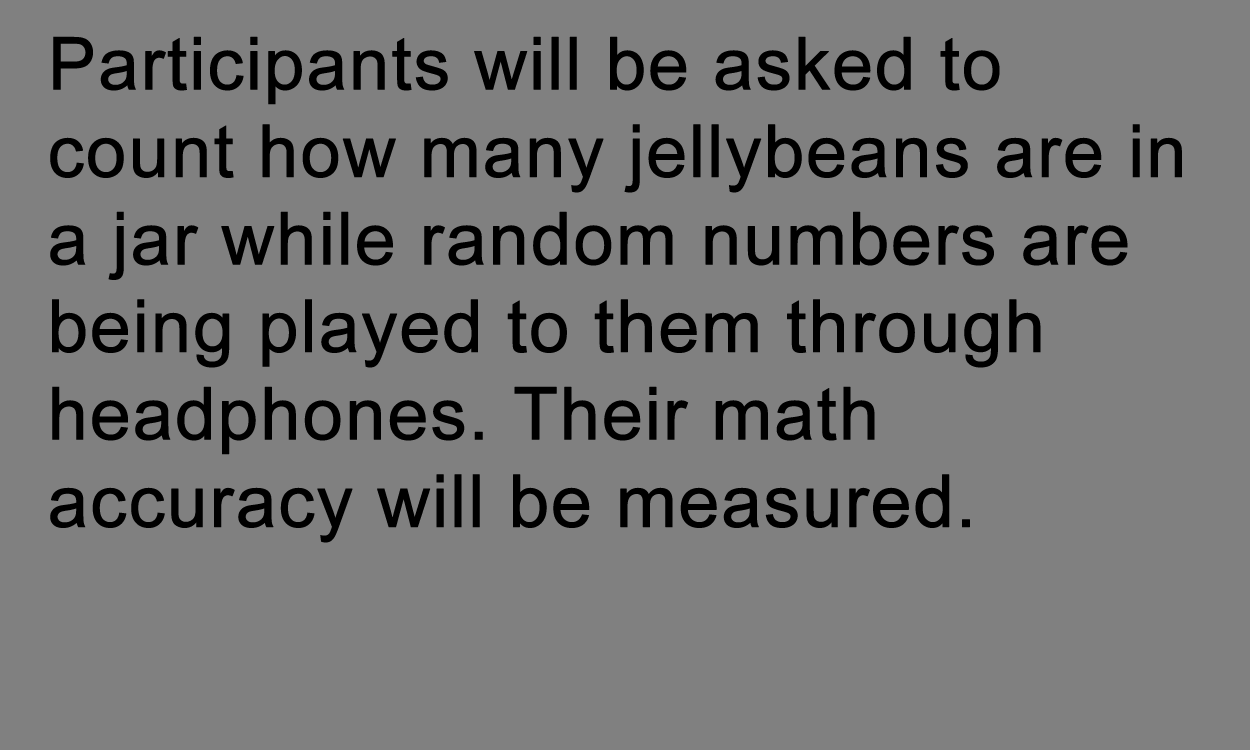 Participants will be asked to
count how many jellybeans are in
a jar while random numbers are
being played to them through
headphones. Their math
accuracy will be measured.